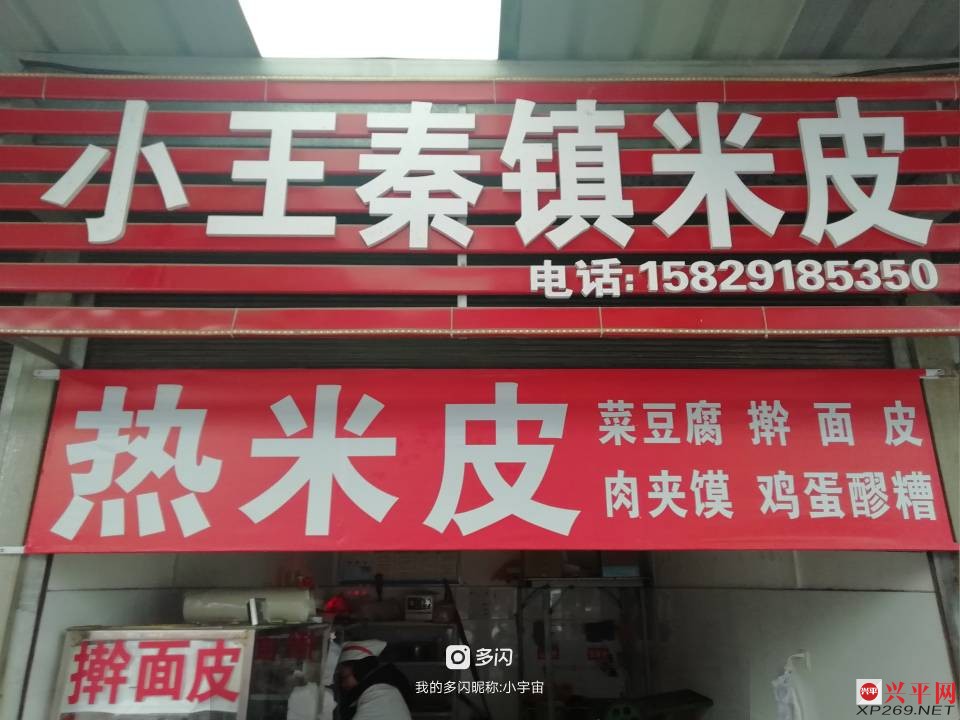 小王秦镇米皮
电话:15829185350
热米皮
菜豆腐 擀面皮
肉夹馍 鸡蛋醪糟
擀面皮
多闪
我的多闪昵称:小宇宙
兴平 兴平网
XP269.NET